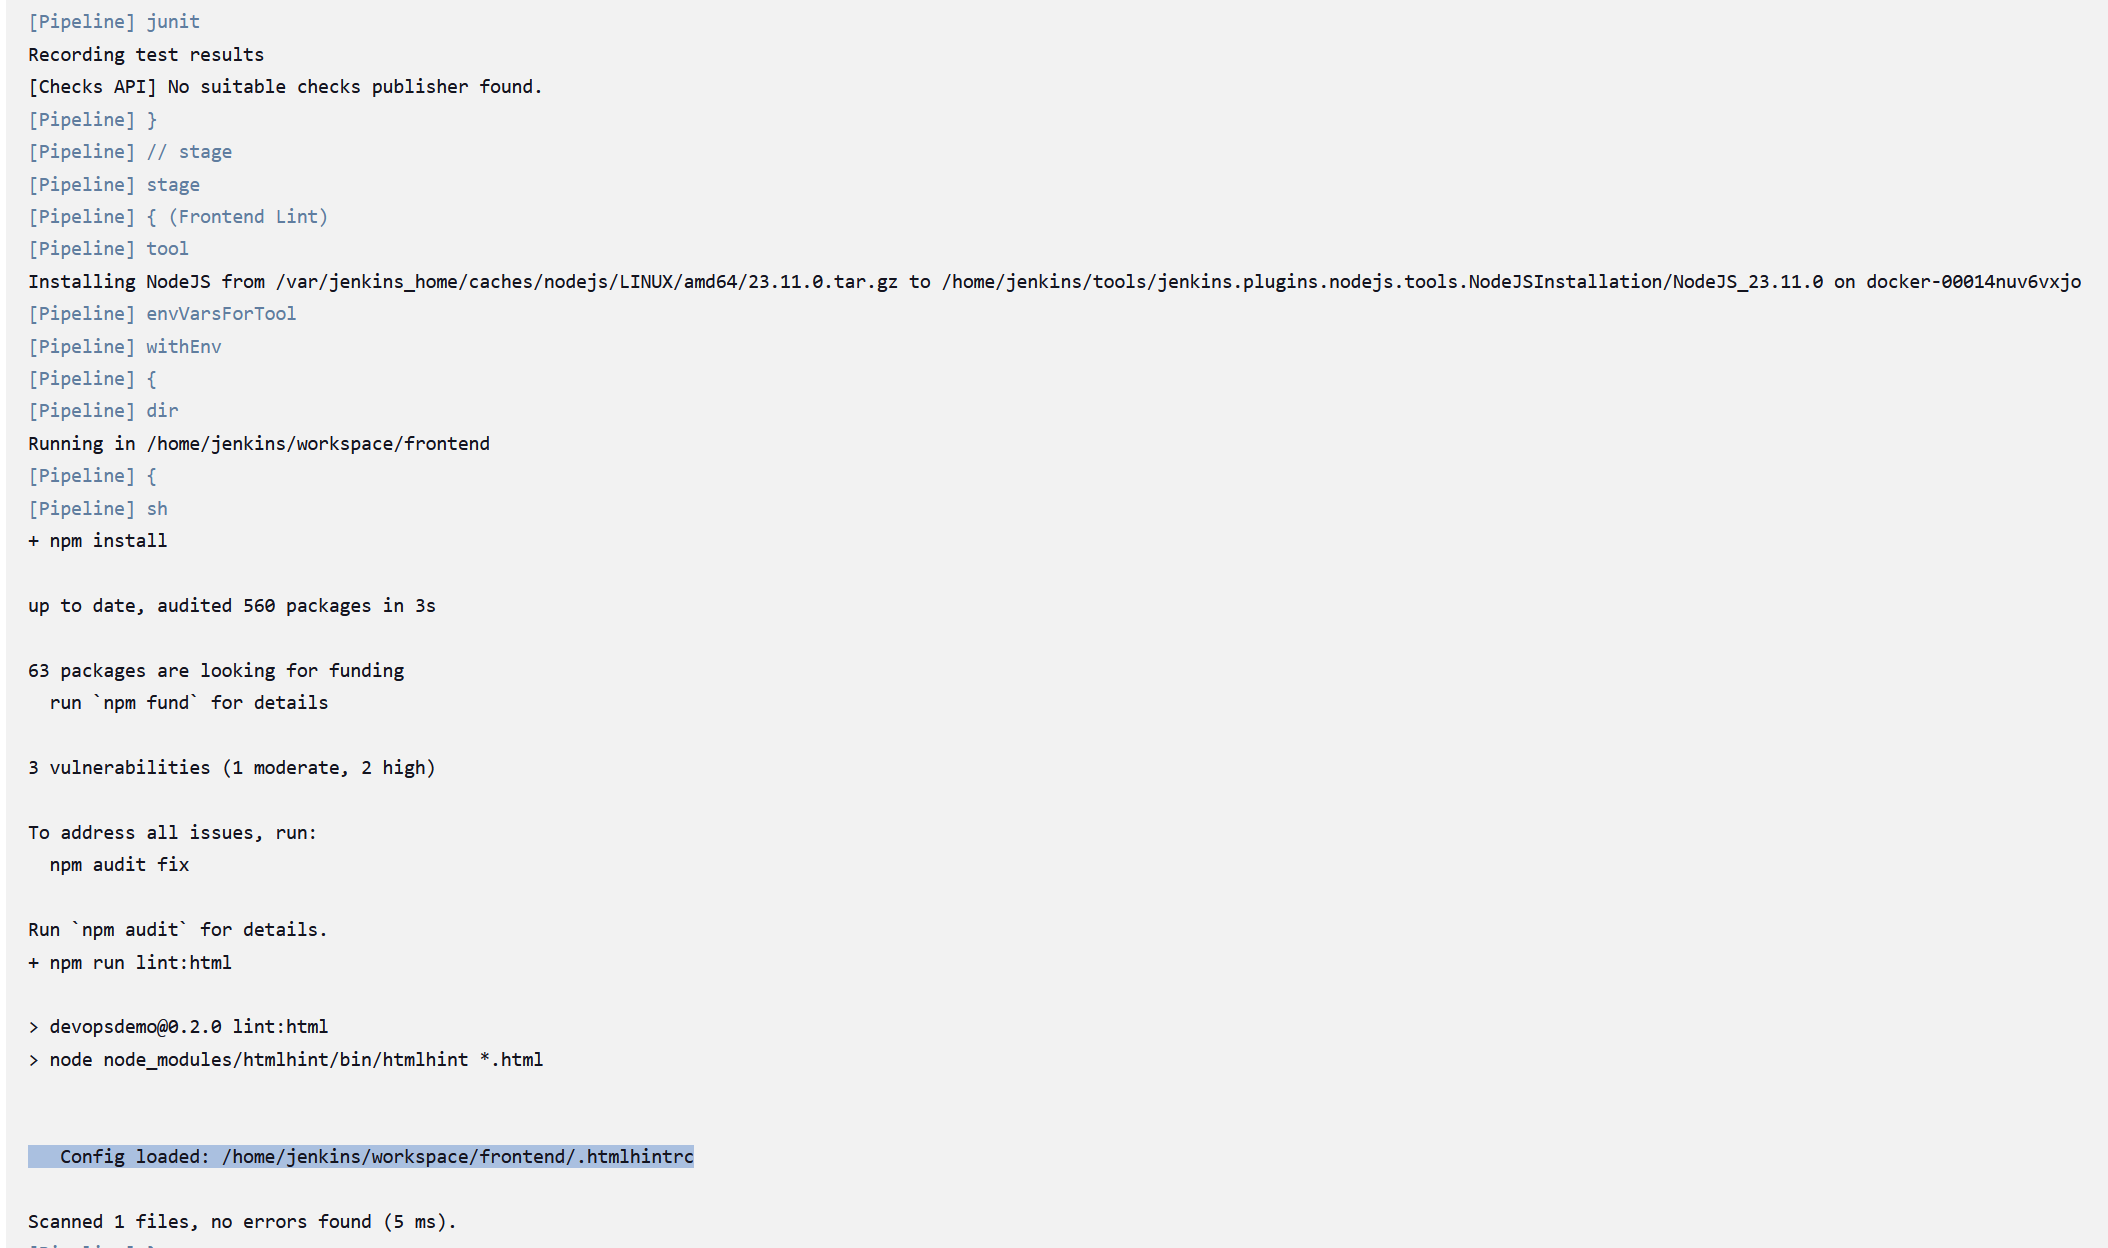 [Pipeline] junit
Recording test results
[Checks API] No suitable checks publisher found.
[Pipeline] }
[Pipeline] // stage
[Pipeline] stage
[Pipeline] { (Frontend Lint)
[Pipeline] tool
Installing NodeJS from /var/jenkins_home/caches/nodejs/LINUX/amd64/23.11.0.tar.gz to /home/jenkins/tools/jenkins.plugins.nodejs.tools.NodeJSInstallation/NodeJS_23.11.0 on docker-00014nuv6vxjo
[Pipeline] envVarsForTool
[Pipeline] withEnv
[Pipeline] {
[Pipeline] dir
Running in /home/jenkins/workspace/frontend
[Pipeline] {
[Pipeline] sh
+ npm install
up to date, audited 560 packages in 3s
63 packages are looking for funding
run `npm fund` for details
3 vulnerabilities (1 moderate, 2 high)
To address all issues, run:
npm audit fix
Run `npm audit` for details.
+ npm run lint:html
> devopsdemo@0.2.0 lint:html
> node node_modules/htmlhint/bin/htmlhint *.html
Config loaded: /home/jenkins/workspace/frontend/.htmlhintrc
Scanned 1 files, no errors found (5 ms).